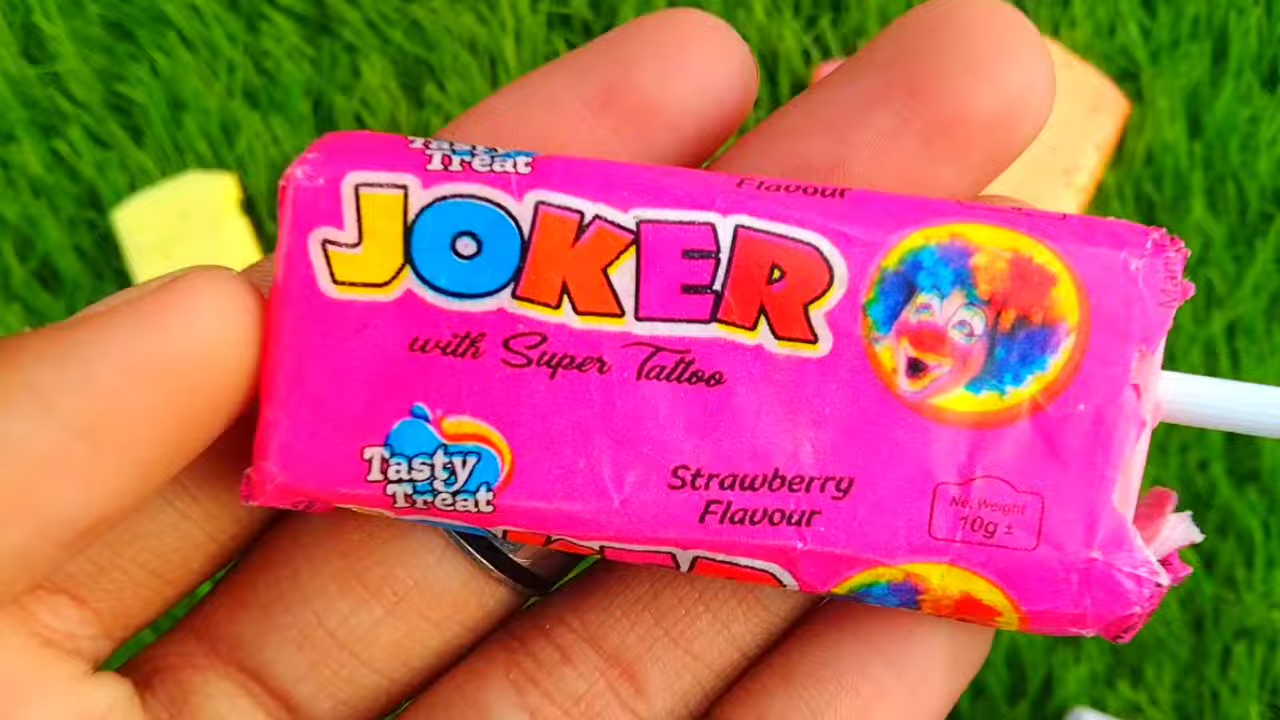 Tasty
Treat
Flavour
JOKER
with Super Tattoo
Tasty
Treat
Strawberry
Flavour
Net Weight
10g ±